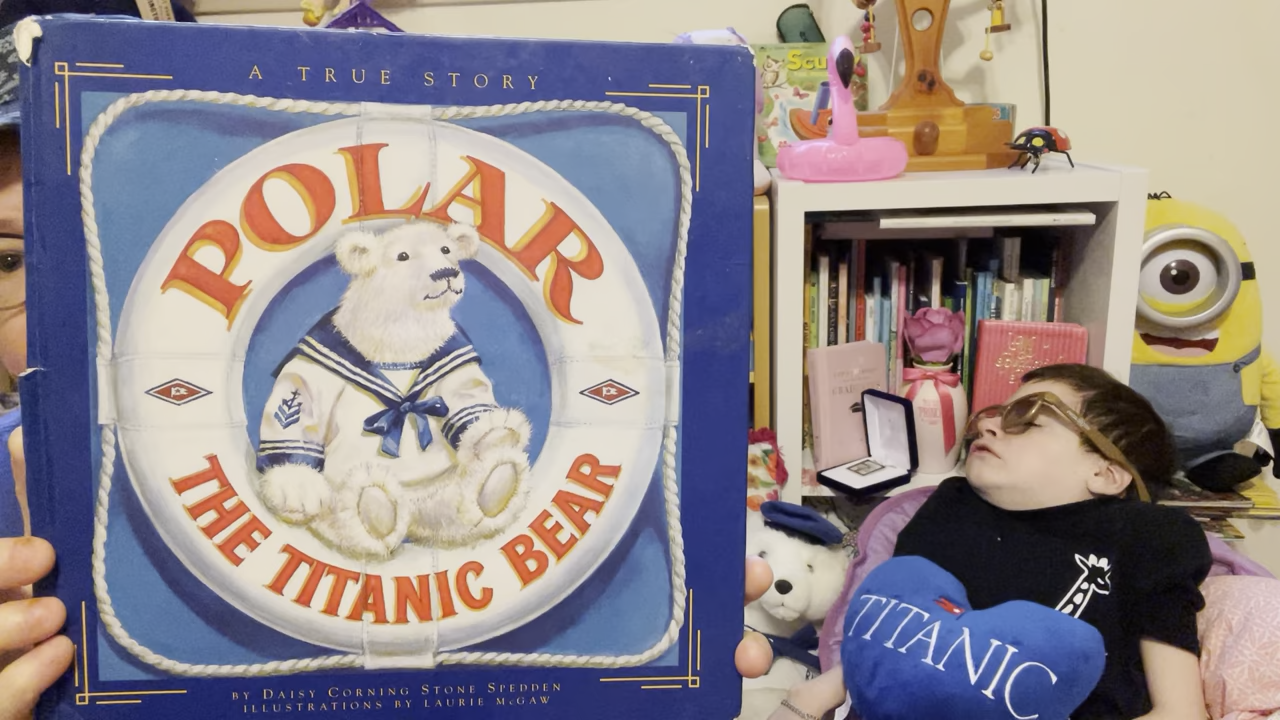 A TRUE STORY
POLAR
THE TITANIC BEAR
BY DAISY CORNING STONE SPEDDEN
ILLUSTRATIONS BY LAURIE MCGAW
TITANIC